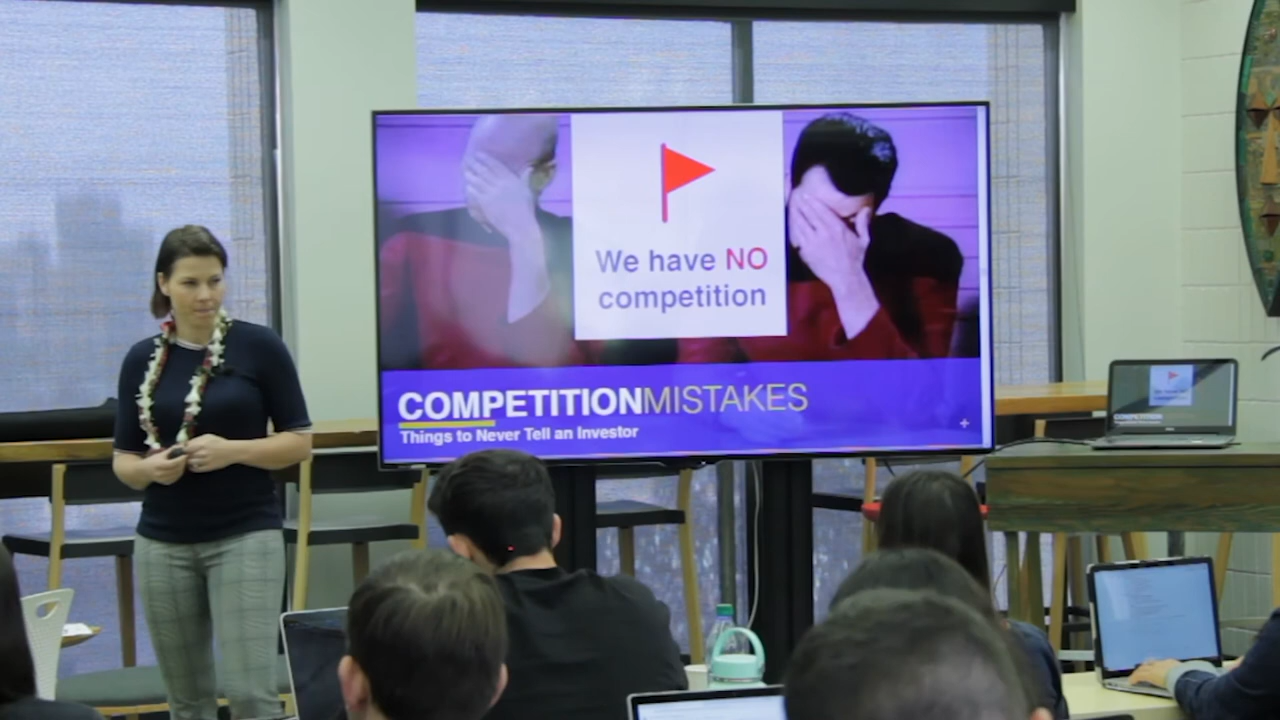 We have NO
competition
COMPETITIONMISTAKES
Things to Never Tell an Investor